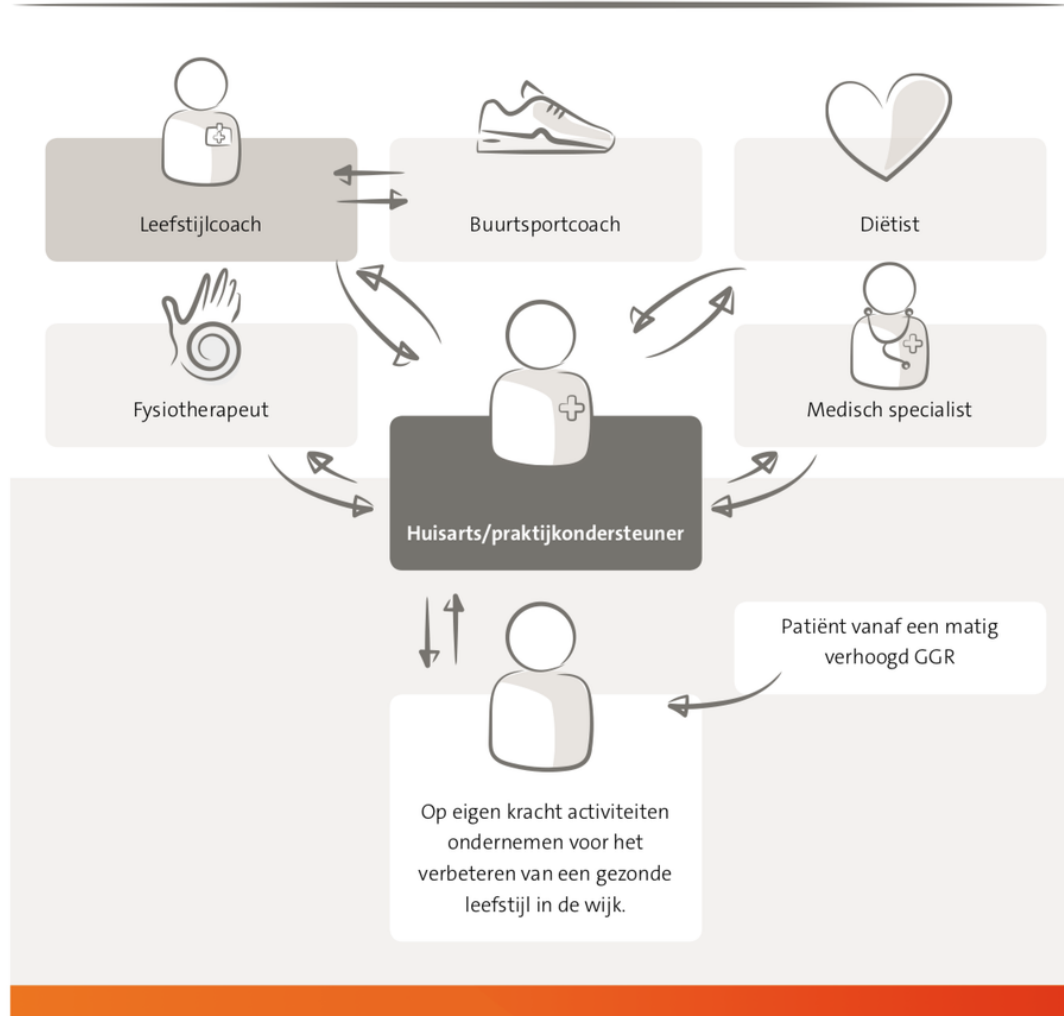 Leefstijlcoach
Buurtsportcoach
Diëtist
Fysiotherapeut
Medisch specialist
Huisarts/praktijkondersteuner
Patiënt vanaf een matig
verhoogd GGR
Op eigen kracht activiteiten
ondernemen voor het
verbeteren van een gezonde
leefstijl in de wijk.